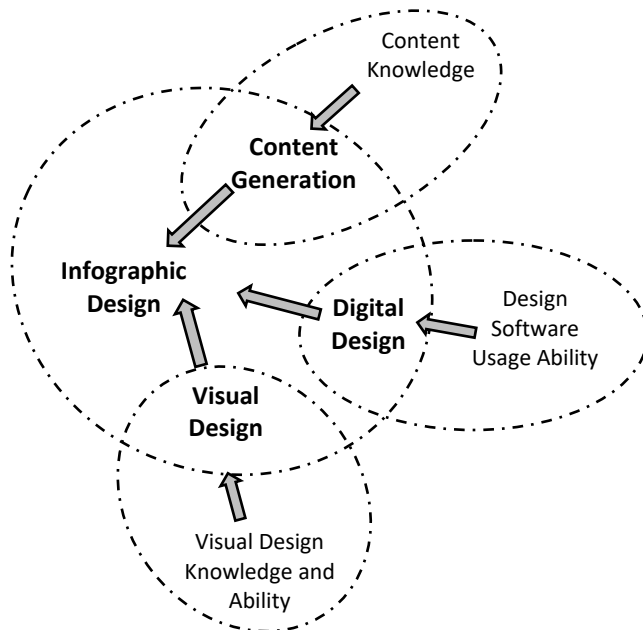 Content
Knowledge
Content
Generation
Infographic
Design
Digital
Design
Design
Software
Usage Ability
Visual
Design
Visual Design
Knowledge and
Ability